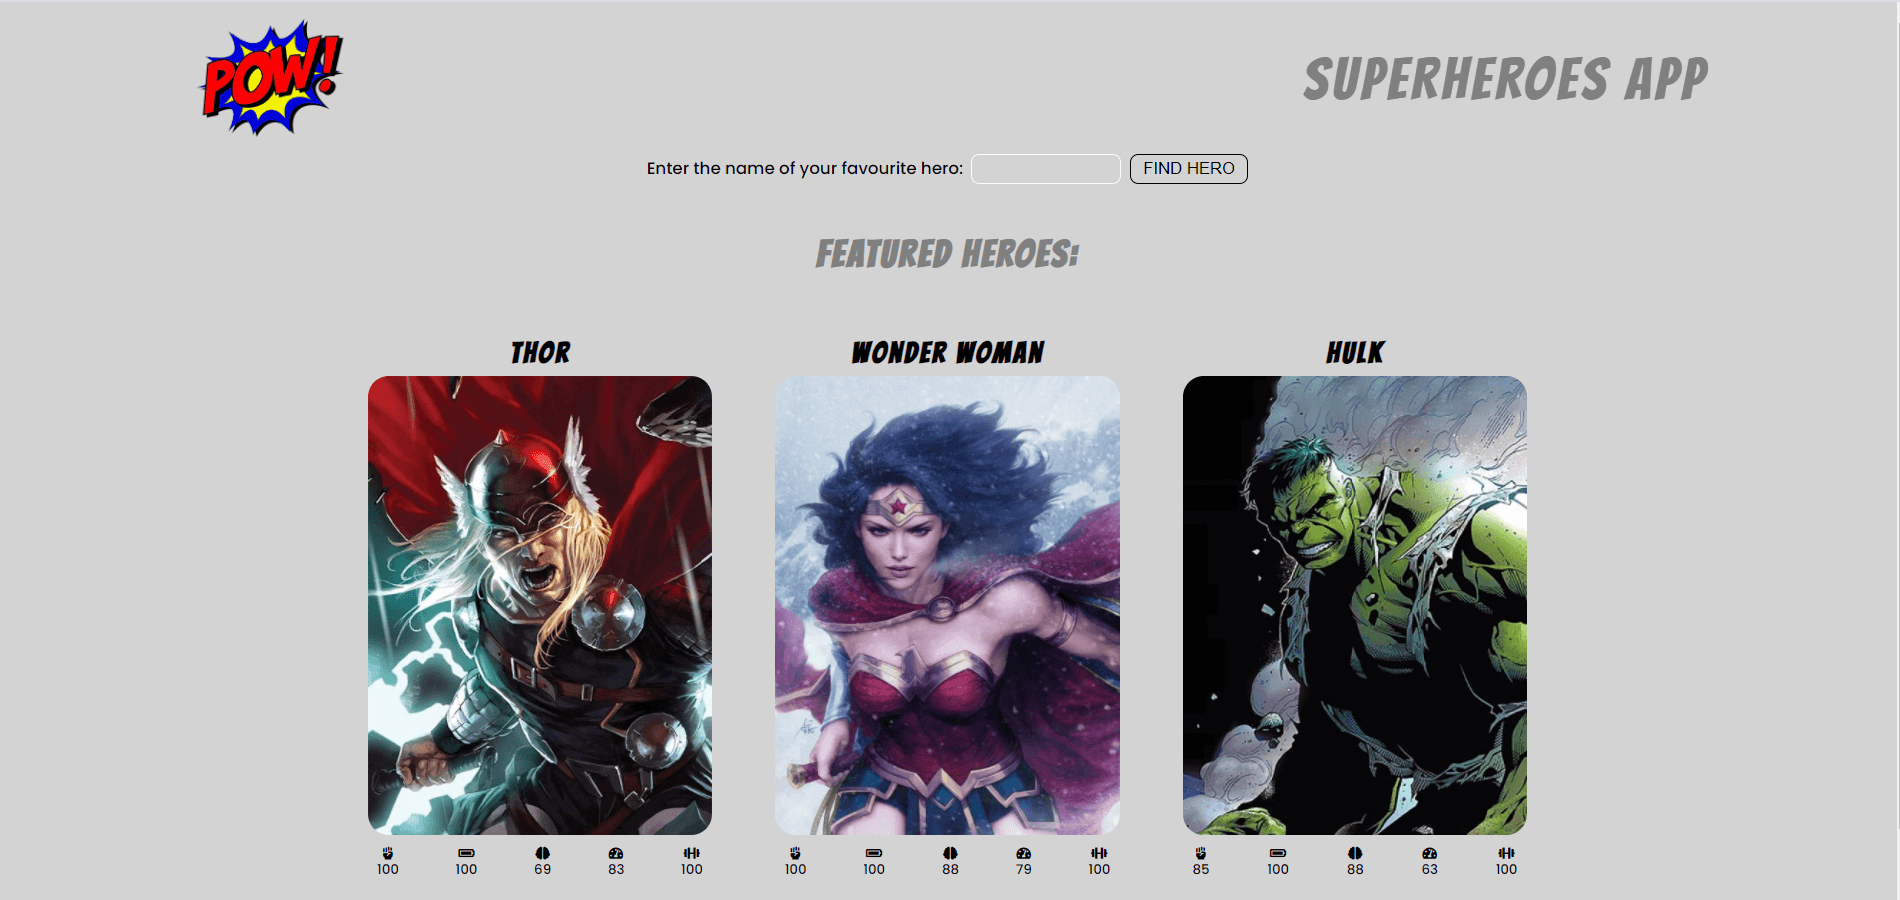 POW!
SUPERHEROES APP
Enter the name of your favourite hero: FIND HERO
FEATURED HEROES:
THOR
WONDER WOMAN
HULK
100 100 69 83 100
100 100 88 79 100
85 100 88 63 100